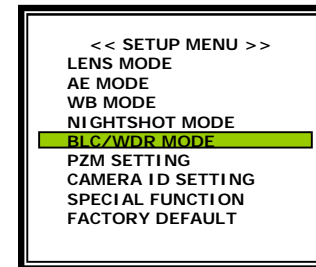 << SETUP MENU >>
LENS MODE
AE MODE
WB MODE
NIGHTSHOT MODE
BLC/WDR MODE
PZM SETTING
CAMERA ID SETTING
SPECIAL FUNCTION
FACTORY DEFAULT